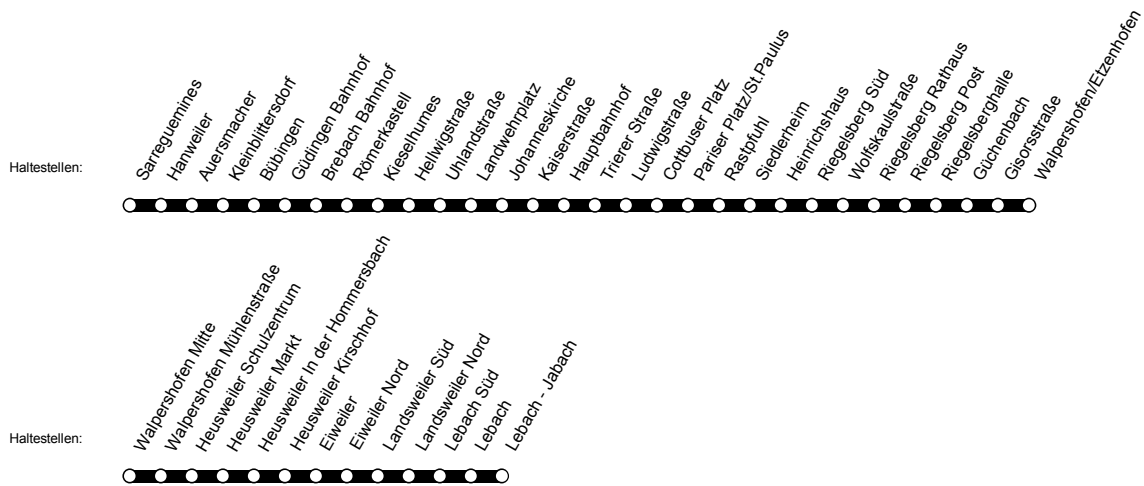 Haltestellen:
Sarreguemines
Hanweiler
Auersmacher
Kleinblittersdorf
Bübingen
Güdingen Bahnhof
Brebach Bahnhof
Römerkastell
Kieselhumes
Hellwigstraße
Uhlandstraße
Landwehrplatz
Johanneskirche
Kaiserstraße
Hauptbahnhof
Trierer Straße
Ludwigstraße
Cottbuser Platz
Pariser Platz/St.Paulus
Rastpfuhl
Siedlerheim
Heinrichshaus
Riegelsberg Süd
Wolfskaulstraße
Riegelsberg Rathaus
Riegelsberg Post
Riegelsberghalle
Güchenbach
Gisorsstraße
Walpershofen/Etzenhofen
Haltestellen:
Walpershofen Mitte
Walpershofen Mühlenstraße
Heusweiler Schulzentrum
Heusweiler Markt
Heusweiler In der Hommersbach
Heusweiler Kirschhof
Eiweiler
Eiweiler Nord
Landsweiler Süd
Landsweiler Nord
Lebach Süd
Lebach
Lebach - Jabach